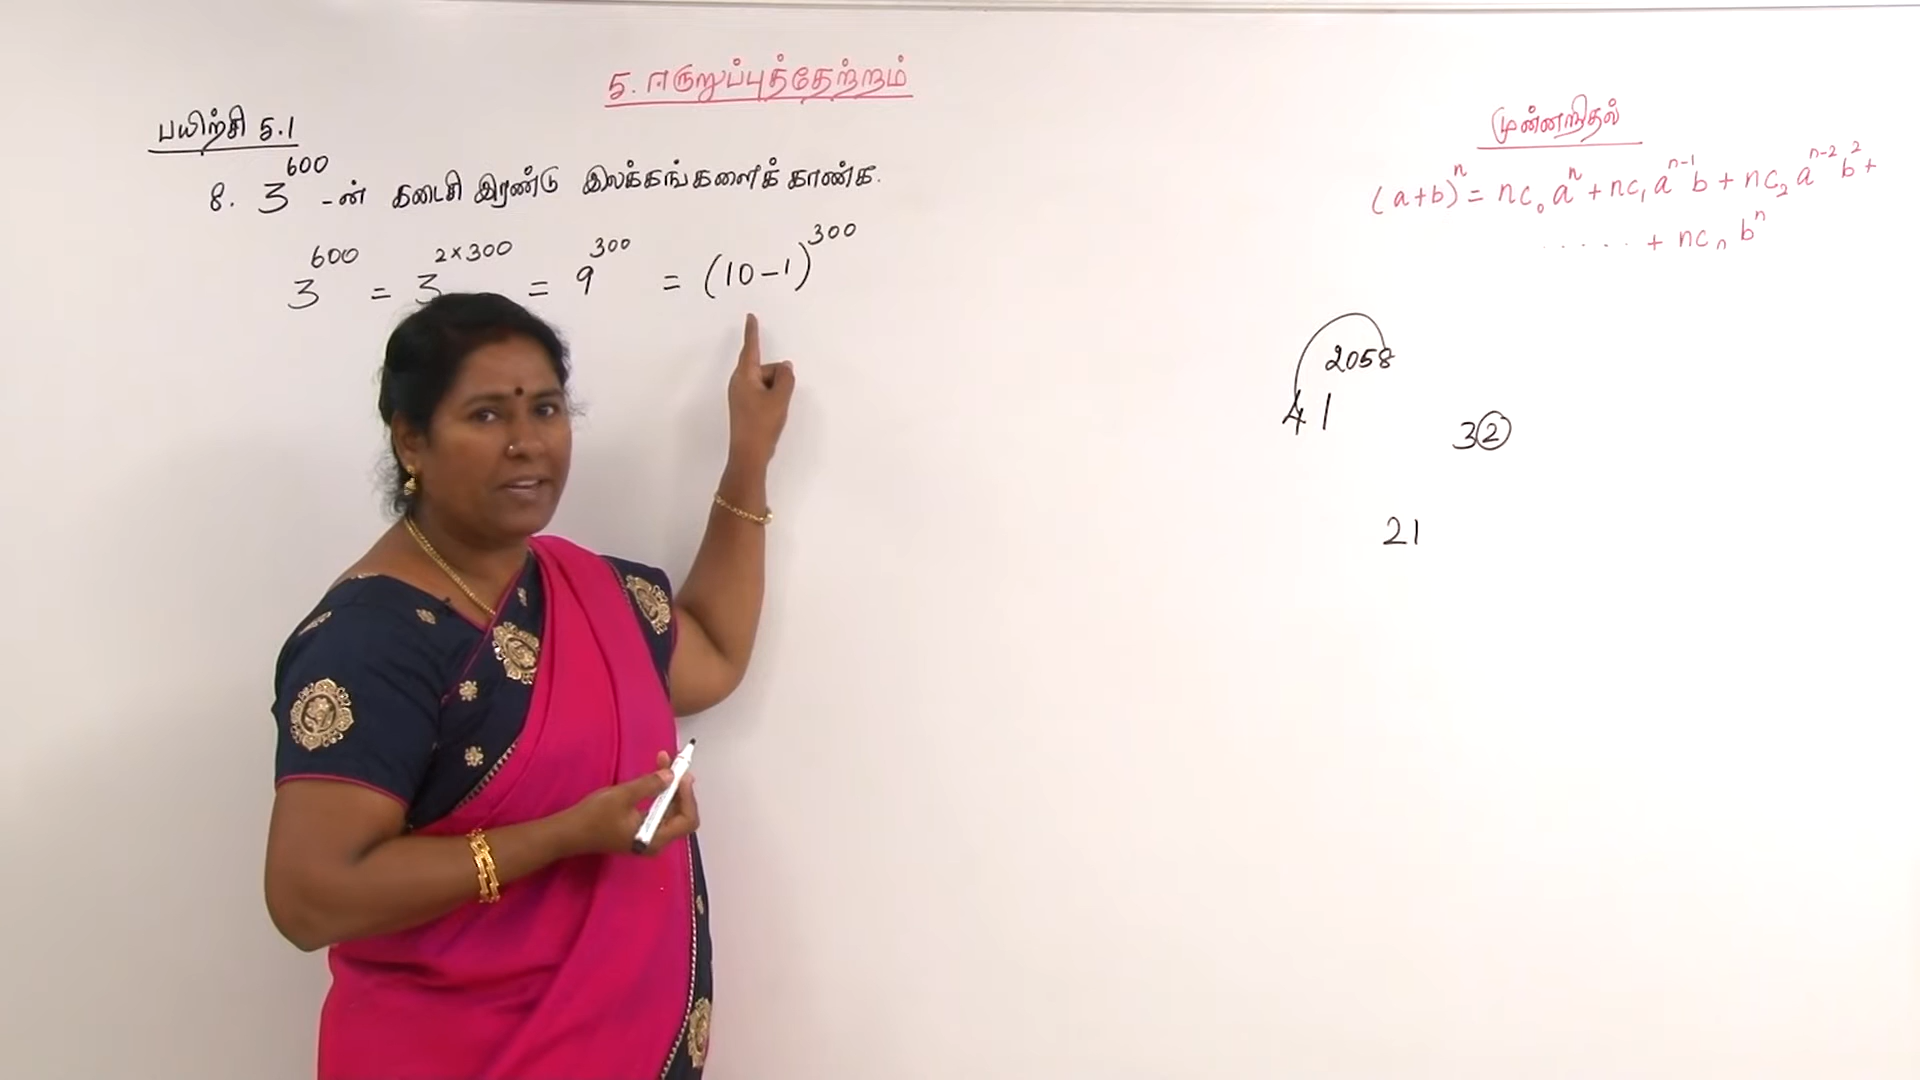 5. ஈருறுப்புத்தேற்றம்
பயிற்சி 5.1
8. 3^600 -ன் கடைசி இரண்டு இலக்கங்களைக் காண்க.
3^600 = 3^2×300 = 9^300 = (10-1)^300
முன்னறிதல்
(a+b)^n = nc₀ a^n + nc₁ a^n-1 b + nc₂ a^n-2 b^2 +
. . . . . + nc_n b^n
2058
41
32
21